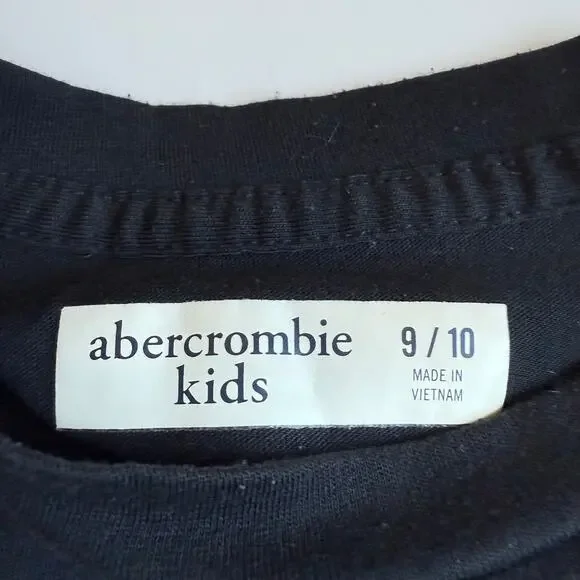 abercrombie
kids
9 / 10
MADE IN
VIETNAM